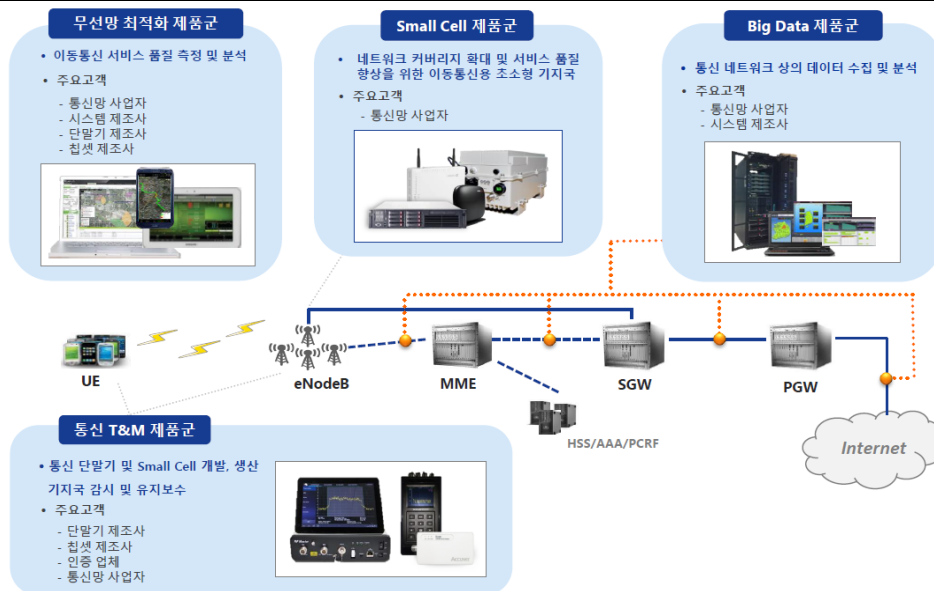 무선망 최적화 제품군
• 이동통신 서비스 품질 측정 및 분석
• 주요고객
- 통신망 사업자
- 시스템 제조사
- 단말기 제조사
- 칩셋 제조사
Small Cell 제품군
• 네트워크 커버리지 확대 및 서비스 품질
향상을 위한 이동통신용 초소형 기지국
• 주요고객
- 통신망 사업자
Big Data 제품군
• 통신 네트워크 상의 데이터 수집 및 분석
• 주요고객
- 통신망 사업자
- 시스템 제조사
UE
eNodeB
MME
SGW
PGW
HSS/AAA/PCRF
Internet
통신 T&M 제품군
• 통신 단말기 및 Small Cell 개발, 생산
기지국 감시 및 유지보수
• 주요고객
- 단말기 제조사
- 칩셋 제조사
- 인증 업체
- 통신망 사업자